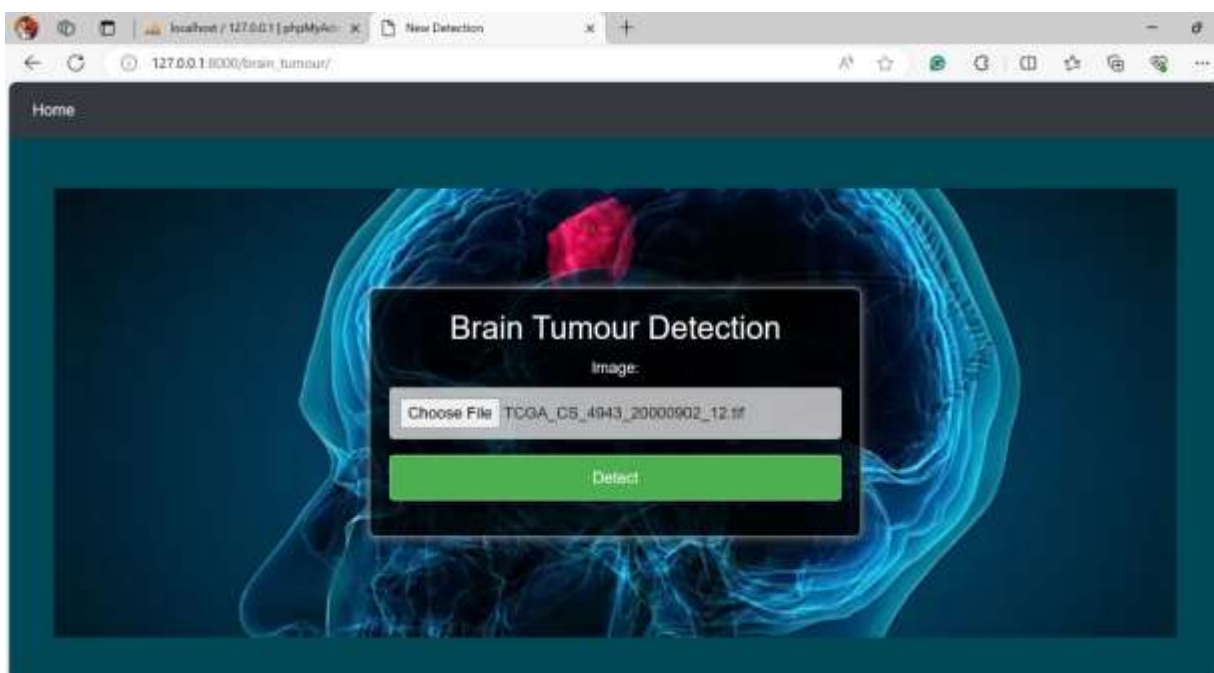 localhost / 127.0.0.1 | phpMyAd
New Detection
127.0.0.1:8000/brain_tumour/
Home
Brain Tumour Detection
Image:
Choose File TCGA_CS_4943_20000902_12.tif
Detect